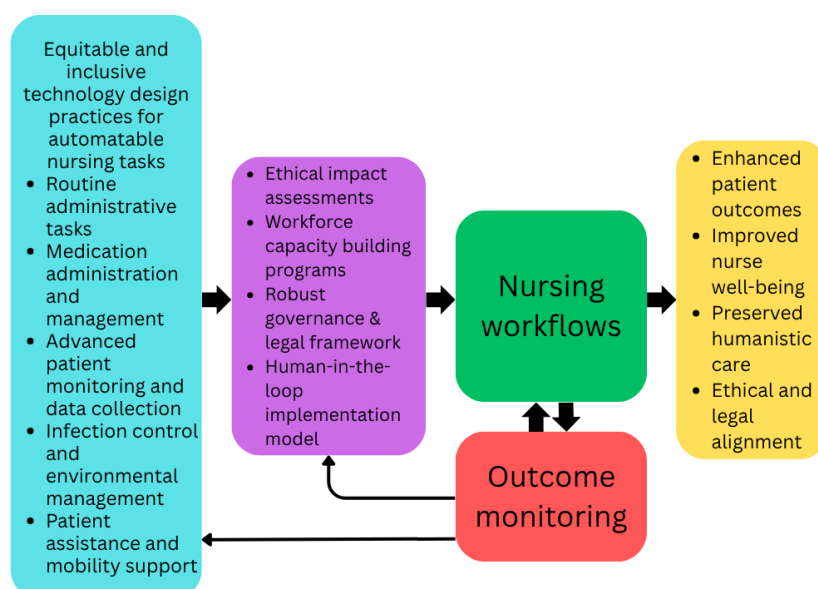 Equitable and
inclusive
technology design
practices for
automatable
nursing tasks
• Routine
administrative
tasks
• Medication
administration
and
management
• Advanced
patient
monitoring and
data collection
• Infection control
and
environmental
management
• Patient
assistance and
mobility support
• Ethical impact
assessments
• Workforce
capacity building
programs
• Robust
governance &
legal framework
• Human-in-the-
loop
implementation
model
Nursing
workflows
Outcome
monitoring
• Enhanced
patient
outcomes
• Improved
nurse
well-being
• Preserved
humanistic
care
• Ethical and
legal
alignment